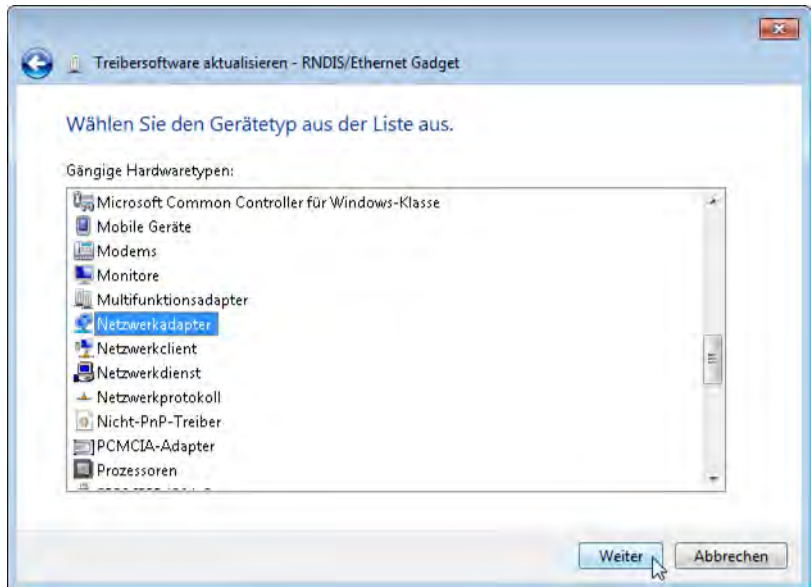 Treibersoftware aktualisieren - RNDIS/Ethernet Gadget
Wählen Sie den Gerätetyp aus der Liste aus.
Gängige Hardwaretypen:
Microsoft Common Controller für Windows-Klasse
Mobile Geräte
Modems
Monitore
Multifunktionsadapter
Netzwerkadapter
Netzwerkclient
Netzwerkdienst
Netzwerkprotokoll
Nicht-PnP-Treiber
PCMCIA-Adapter
Prozessoren
Weiter
Abbrechen